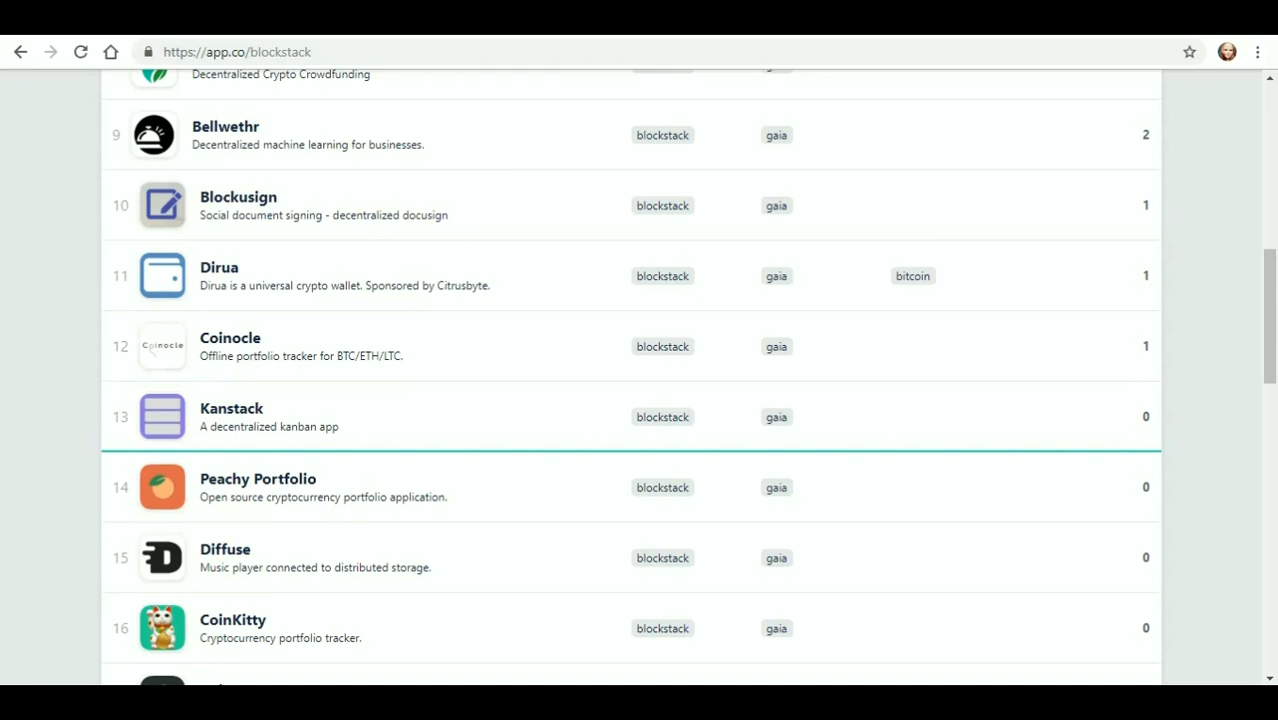 https://app.co/blockstack
Decentralized Crypto Crowdfunding
9 Bellwethr blockstack gaia 2
Decentralized machine learning for businesses.
10 Blockusign blockstack gaia 1
Social document signing - decentralized docusign
11 Dirua blockstack gaia bitcoin 1
Dirua is a universal crypto wallet. Sponsored by Citrusbyte.
12 Coinocle Coinocle blockstack gaia 1
Offline portfolio tracker for BTC/ETH/LTC.
13 Kanstack blockstack gaia 0
A decentralized kanban app
14 Peachy Portfolio blockstack gaia 0
Open source cryptocurrency portfolio application.
15 Diffuse blockstack gaia 0
Music player connected to distributed storage.
16 CoinKitty blockstack gaia 0
Cryptocurrency portfolio tracker.